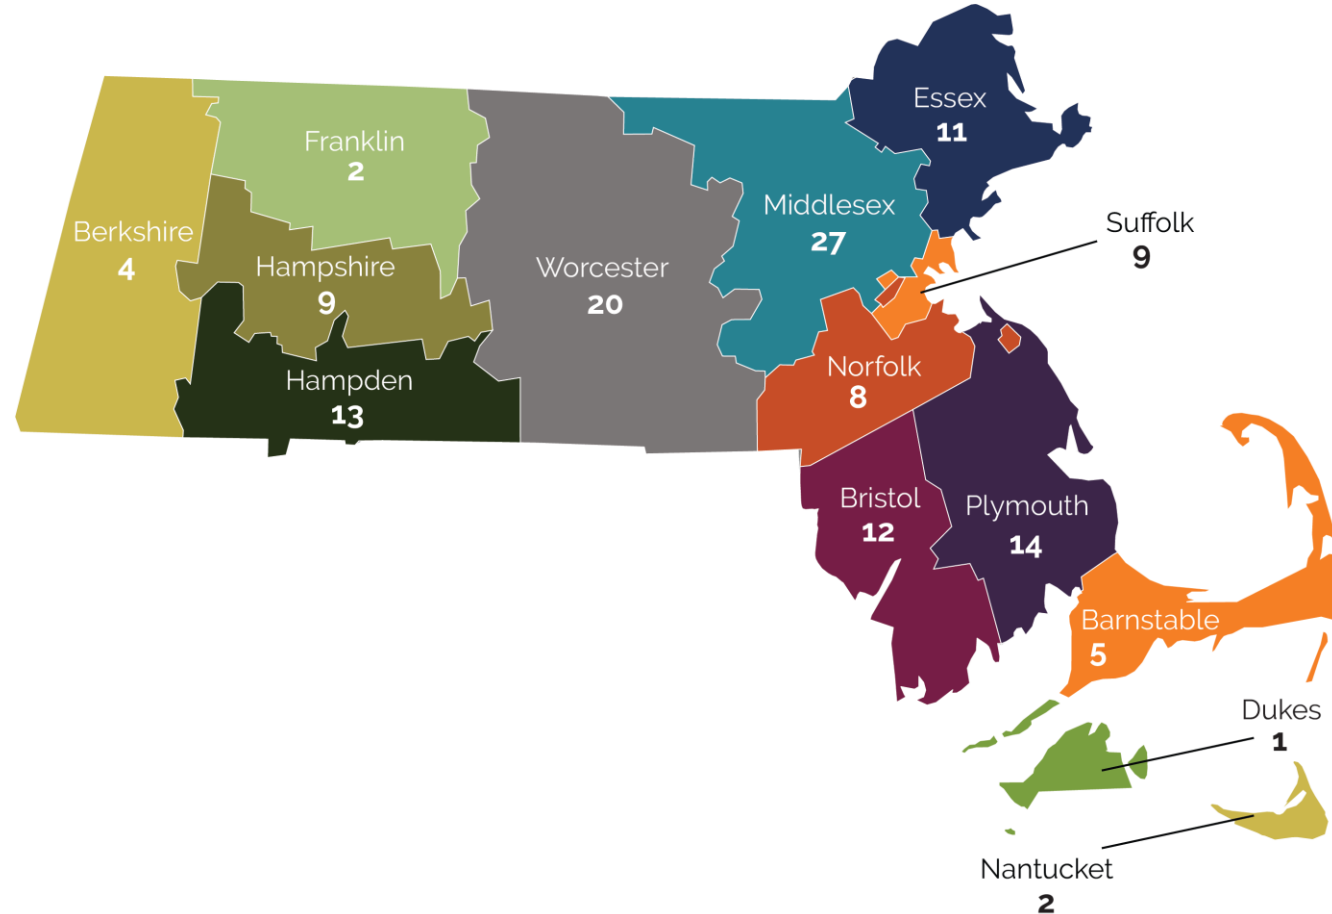 Essex
11
Franklin
2
Middlesex
27
Suffolk
9
Berkshire
4
Hampshire
9
Worcester
20
Norfolk
8
Hampden
13
Bristol
12
Plymouth
14
Barnstable
5
Dukes
1
Nantucket
2